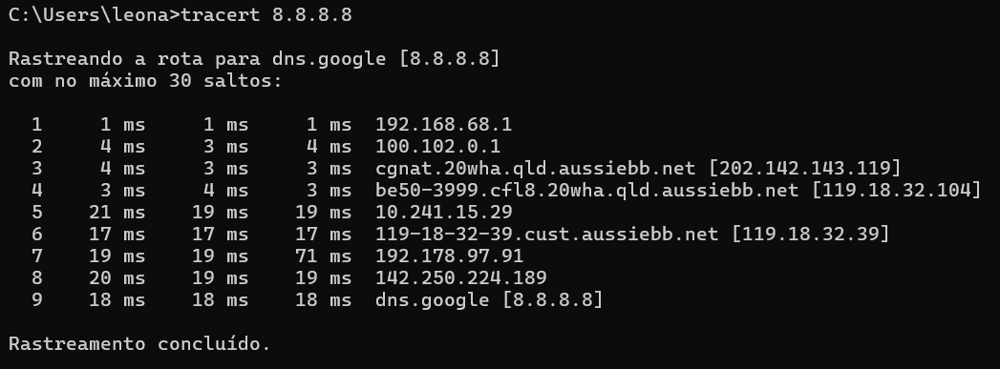 C:\Users\leona>tracert 8.8.8.8
Rastreando a rota para dns.google [8.8.8.8]
com no máximo 30 saltos:
1 1 ms 1 ms 1 ms 192.168.68.1
2 4 ms 3 ms 4 ms 100.102.0.1
3 4 ms 3 ms 3 ms cgnat.20wha.qld.aussiebb.net [202.142.143.119]
4 3 ms 4 ms 3 ms be50-3999.cfl8.20wha.qld.aussiebb.net [119.18.32.104]
5 21 ms 19 ms 19 ms 10.241.15.29
6 17 ms 17 ms 17 ms 119-18-32-39.cust.aussiebb.net [119.18.32.39]
7 19 ms 19 ms 71 ms 192.178.97.91
8 20 ms 19 ms 19 ms 142.250.224.189
9 18 ms 18 ms 18 ms dns.google [8.8.8.8]
Rastreamento concluído.